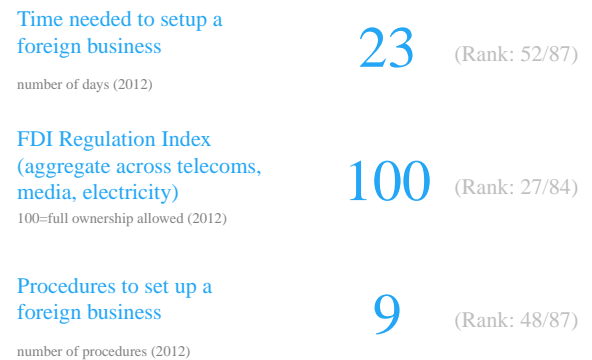 Time needed to setup a
foreign business
23
(Rank: 52/87)
number of days (2012)
FDI Regulation Index
(aggregate across telecoms,
media, electricity)
100
(Rank: 27/84)
100=full ownership allowed (2012)
Procedures to set up a
foreign business
9
(Rank: 48/87)
number of procedures (2012)